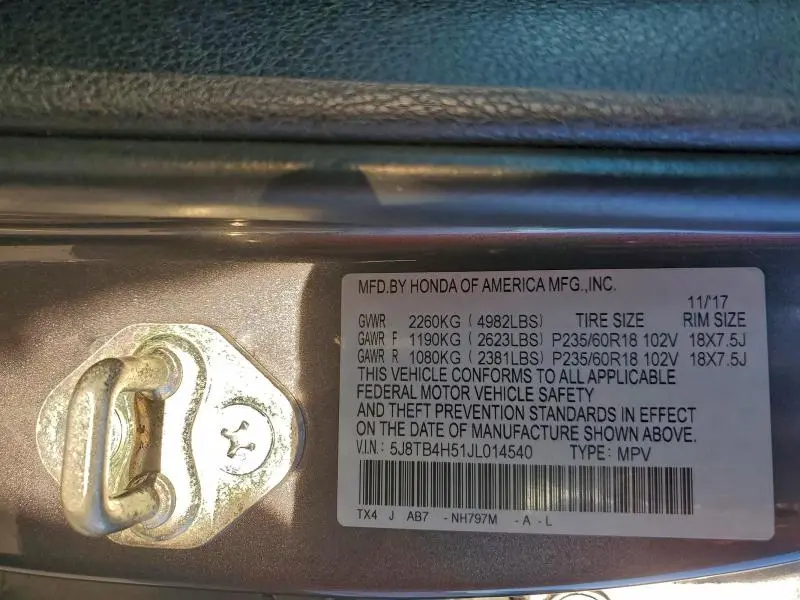 MFD.BY HONDA OF AMERICA MFG.,INC.
11/'17
GVWR 2260KG ( 4982LBS) TIRE SIZE RIM SIZE
GAWR F 1190KG ( 2623LBS) P235/60R18 102V 18X7.5J
GAWR R 1080KG ( 2381LBS) P235/60R18 102V 18X7.5J
THIS VEHICLE CONFORMS TO ALL APPLICABLE
FEDERAL MOTOR VEHICLE SAFETY
AND THEFT PREVENTION STANDARDS IN EFFECT
ON THE DATE OF MANUFACTURE SHOWN ABOVE.
V.I.N.: 5J8TB4H51JL014540 TYPE: MPV
TX4 J AB7 -NH797M -A-L